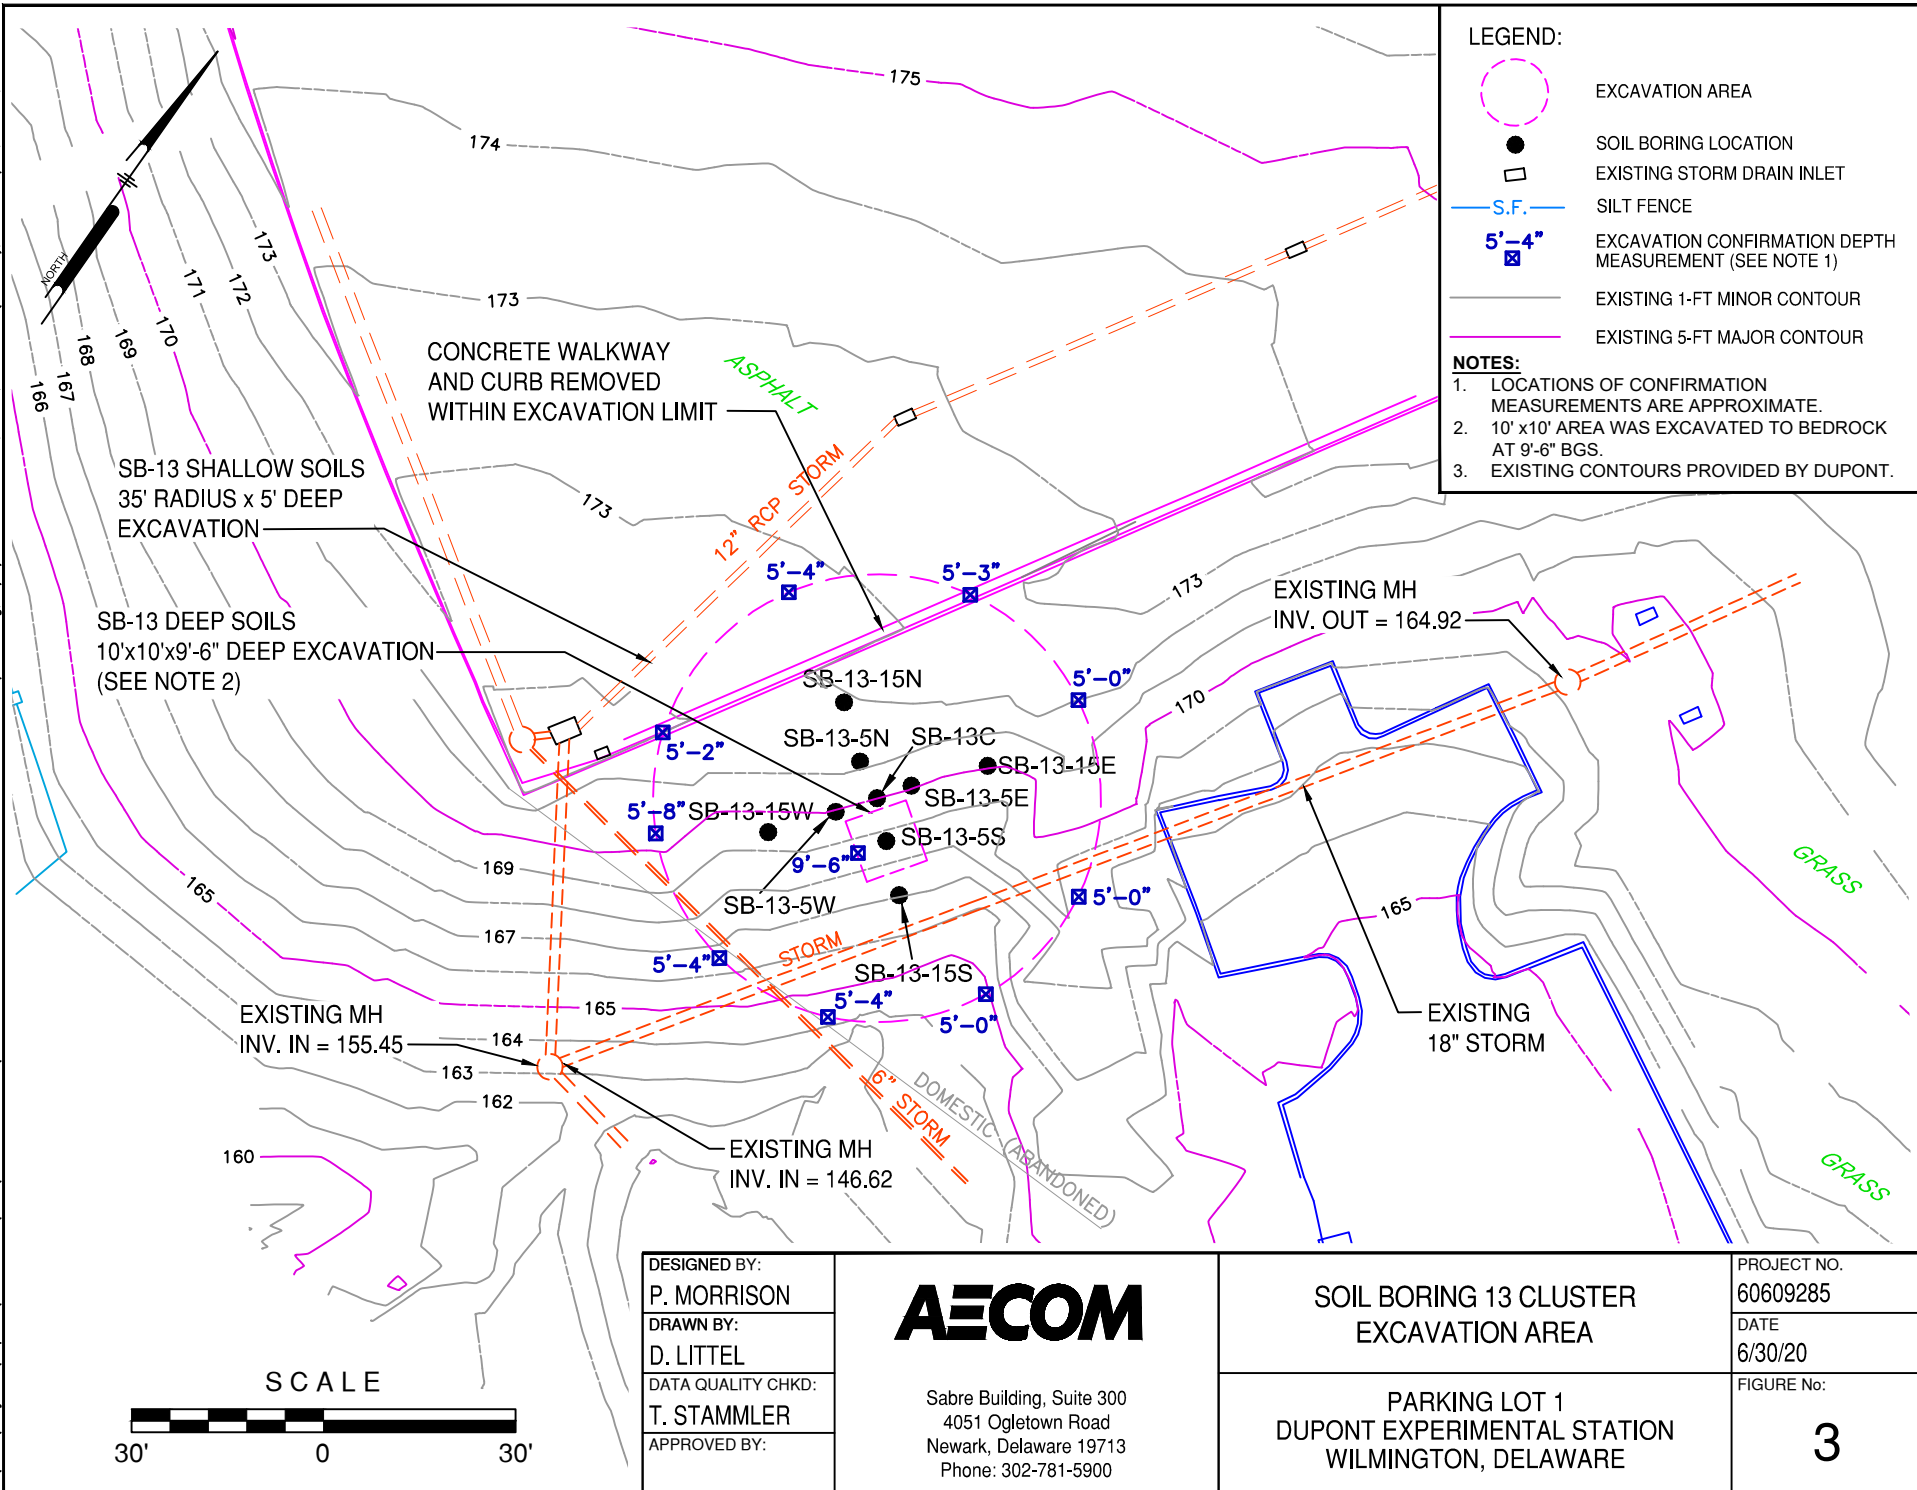 LEGEND:
EXCAVATION AREA
SOIL BORING LOCATION
EXISTING STORM DRAIN INLET
S.F.
SILT FENCE
5'-4"
EXCAVATION CONFIRMATION DEPTH
MEASUREMENT (SEE NOTE 1)
EXISTING 1-FT MINOR CONTOUR
EXISTING 5-FT MAJOR CONTOUR
NOTES:
1. LOCATIONS OF CONFIRMATION
MEASUREMENTS ARE APPROXIMATE.
2. 10' x10' AREA WAS EXCAVATED TO BEDROCK
AT 9'-6" BGS.
3. EXISTING CONTOURS PROVIDED BY DUPONT.
NORTH
175
174
173
173
171
172
170
169
168
167
166
173
CONCRETE WALKWAY
AND CURB REMOVED
WITHIN EXCAVATION LIMIT
ASPHALT
SB-13 SHALLOW SOILS
35' RADIUS x 5' DEEP
EXCAVATION
12" RCP STORM
SB-13 DEEP SOILS
10'x10'x9'-6" DEEP EXCAVATION
(SEE NOTE 2)
5'-4"
5'-3"
173
EXISTING MH
INV. OUT = 164.92
SB-13-15N
5'-0"
170
5'-2"
SB-13-5N
SB-13C
SB-13-15E
SB-13-5E
5'-8"
SB-13-15W
SB-13-5S
9'-6"
169
165
SB-13-5W
5'-0"
165
GRASS
167
STORM
5'-4"
SB-13-15S
5'-4"
5'-0"
165
EXISTING MH
INV. IN = 155.45
164
163
162
EXISTING
18" STORM
6" STORM
DOMESTIC (ABANDONED)
EXISTING MH
INV. IN = 146.62
160
GRASS
SCALE
30'
0
30'
DESIGNED BY:
P. MORRISON
DRAWN BY:
D. LITTEL
DATA QUALITY CHKD:
T. STAMMLER
APPROVED BY:
AECOM
Sabre Building, Suite 300
4051 Ogletown Road
Newark, Delaware 19713
Phone: 302-781-5900
SOIL BORING 13 CLUSTER
EXCAVATION AREA
PARKING LOT 1
DUPONT EXPERIMENTAL STATION
WILMINGTON, DELAWARE
PROJECT NO.
60609285
DATE
6/30/20
FIGURE No:
3